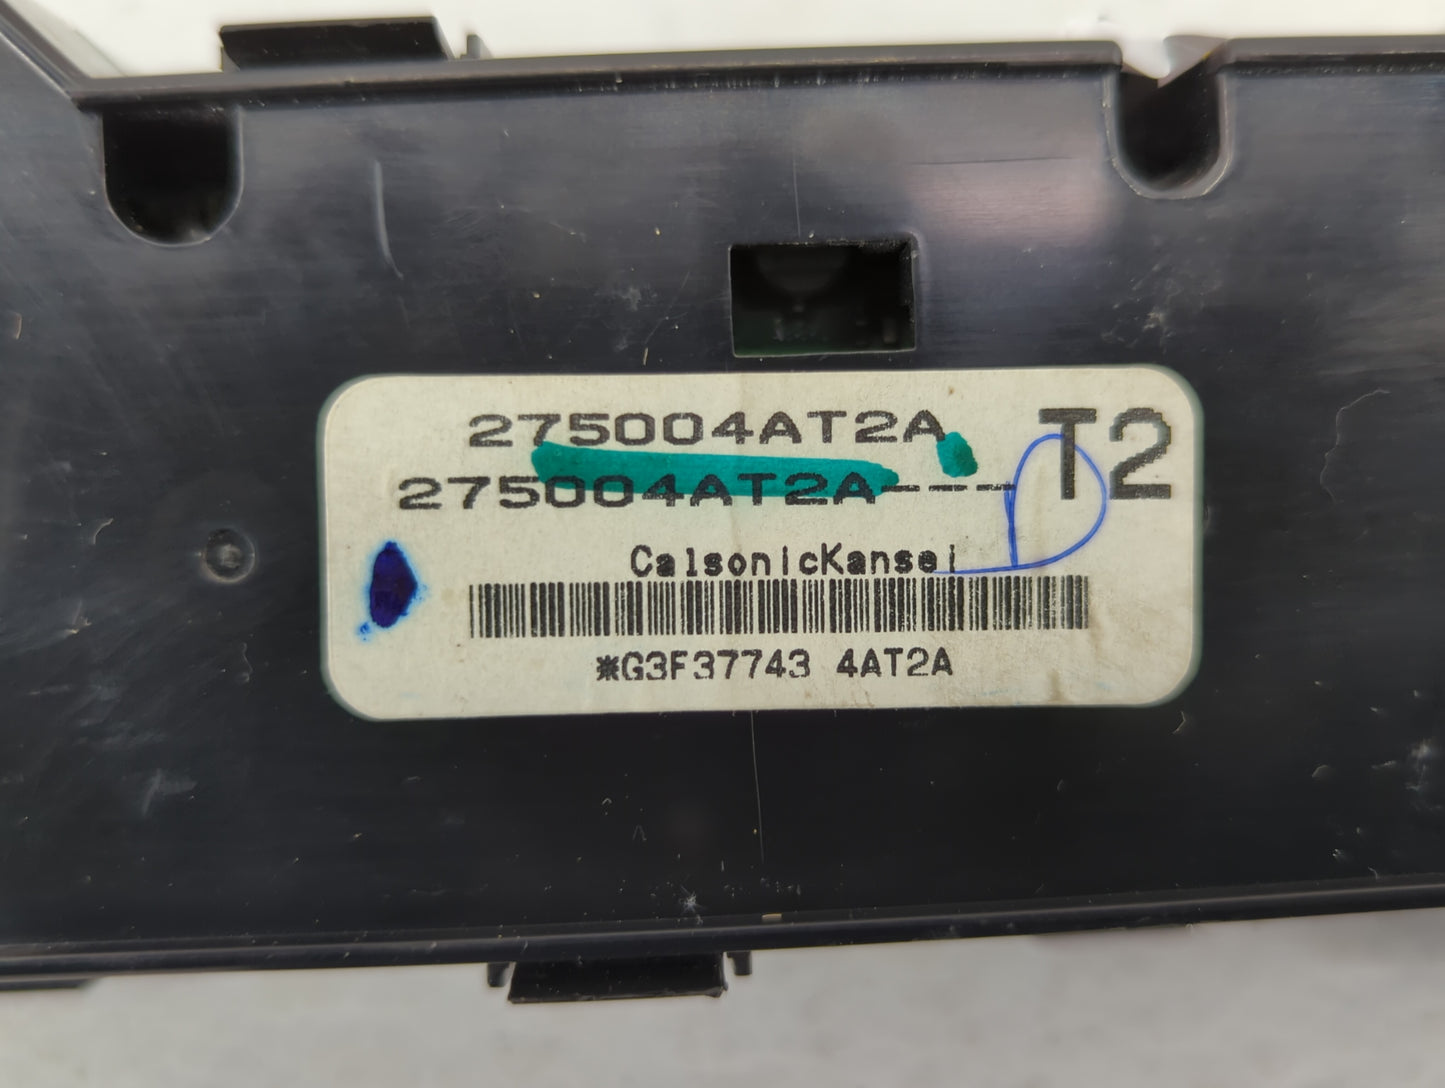 275004AT2A
T2
275004AT2A----
CalsonicKansei
*G3F37743 4AT2A